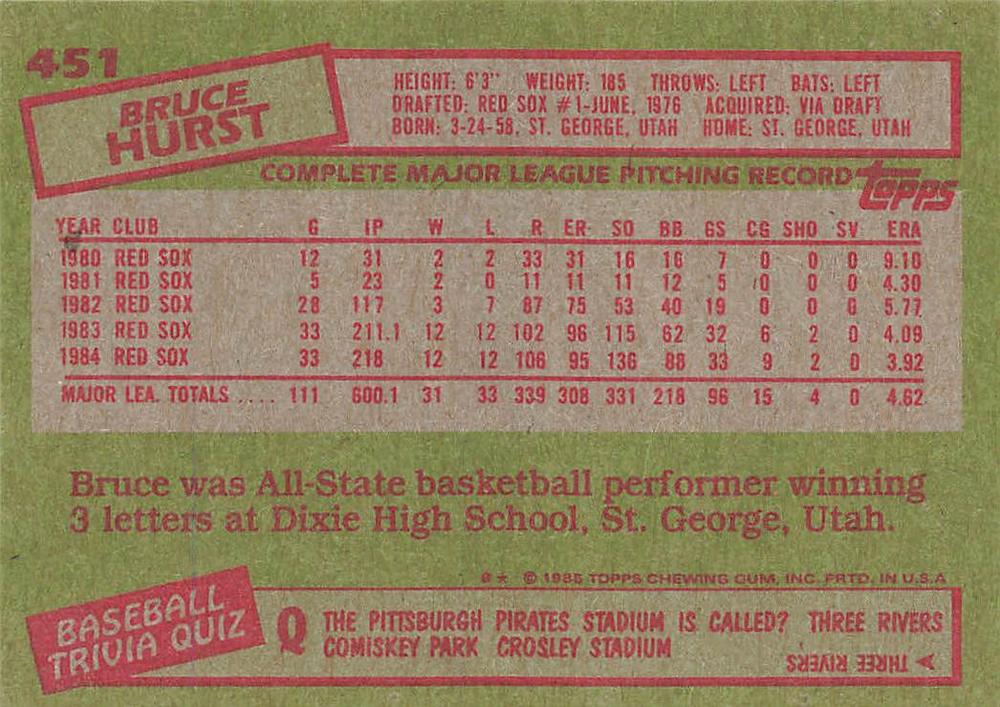 451
BRUCE
HURST
HEIGHT: 6'3" WEIGHT: 185 THROWS: LEFT BATS: LEFT
DRAFTED: RED SOX #1-JUNE, 1976 ACQUIRED: VIA DRAFT
BORN: 3-24-58, ST. GEORGE, UTAH HOME: ST. GEORGE, UTAH
COMPLETE MAJOR LEAGUE PITCHING RECORD topps
YEAR CLUB G IP W L R ER SO BB GS CG SHO SV ERA
1980 RED SOX 12 31 2 2 33 31 16 16 7 0 0 0 9.10
1981 RED SOX 5 23 2 0 11 11 11 12 5 0 0 0 4.30
1982 RED SOX 28 117 3 7 87 75 53 40 19 0 0 0 5.77
1983 RED SOX 33 211.1 12 12 102 96 115 62 32 6 2 0 4.09
1984 RED SOX 33 218 12 12 106 95 136 88 33 9 2 0 3.92
MAJOR LEA. TOTALS .... 111 600.1 31 33 339 308 331 218 96 15 4 0 4.62
Bruce was All-State basketball performer winning
3 letters at Dixie High School, St. George, Utah.
* © 1985 TOPPS CHEWING GUM, INC. PRTD. IN U.S.A
BASEBALL
TRIVIA QUIZ
Q THE PITTSBURGH PIRATES STADIUM IS CALLED? THREE RIVERS
COMISKEY PARK CROSLEY STADIUM
THREE RIVERS